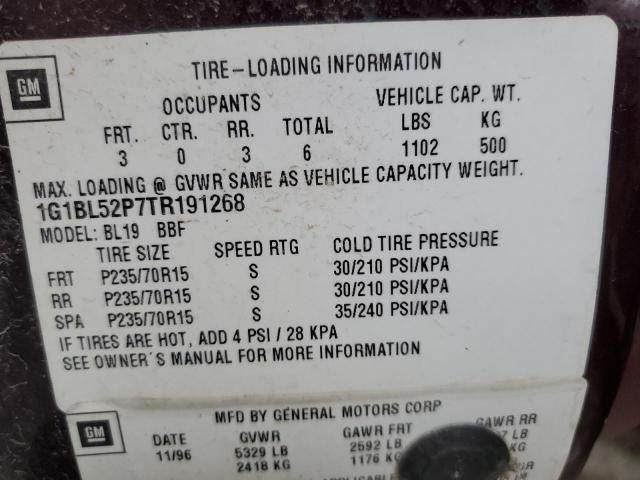 GM
TIRE-LOADING INFORMATION
OCCUPANTS VEHICLE CAP. WT.
FRT. CTR. RR. TOTAL LBS KG
3 0 3 6 1102 500
MAX. LOADING @ GVWR SAME AS VEHICLE CAPACITY WEIGHT.
1G1BL52P7TR191268
MODEL: BL19 BBF
TIRE SIZE SPEED RTG COLD TIRE PRESSURE
FRT P235/70R15 S 30/210 PSI/KPA
RR P235/70R15 S 30/210 PSI/KPA
SPA P235/70R15 S 35/240 PSI/KPA
IF TIRES ARE HOT, ADD 4 PSI / 28 KPA
SEE OWNER'S MANUAL FOR MORE INFORMATION
GM
MFD BY GENERAL MOTORS CORP
DATE GVWR GAWR FRT GAWR RR
11/96 5329 LB 2592 LB LB
2418 KG 1176 KG